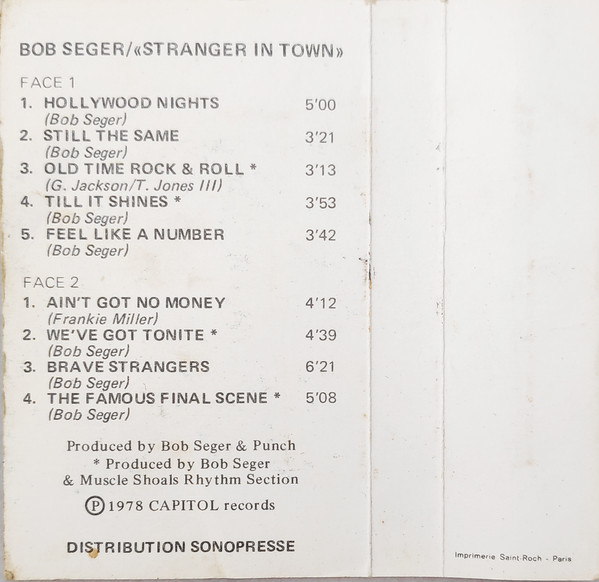 BOB SEGER/«STRANGER IN TOWN»
FACE 1
1. HOLLYWOOD NIGHTS 5'00
(Bob Seger)
2. STILL THE SAME 3'21
(Bob Seger)
3. OLD TIME ROCK & ROLL * 3'13
(G. Jackson/T. Jones III)
4. TILL IT SHINES * 3'53
(Bob Seger)
5. FEEL LIKE A NUMBER 3'42
(Bob Seger)
FACE 2
1. AIN'T GOT NO MONEY 4'12
(Frankie Miller)
2. WE'VE GOT TONITE * 4'39
(Bob Seger)
3. BRAVE STRANGERS 6'21
(Bob Seger)
4. THE FAMOUS FINAL SCENE * 5'08
(Bob Seger)
Produced by Bob Seger & Punch
* Produced by Bob Seger
& Muscle Shoals Rhythm Section
Ⓟ 1978 CAPITOL records
DISTRIBUTION SONOPRESSE
Imprimerie Saint-Roch - Paris